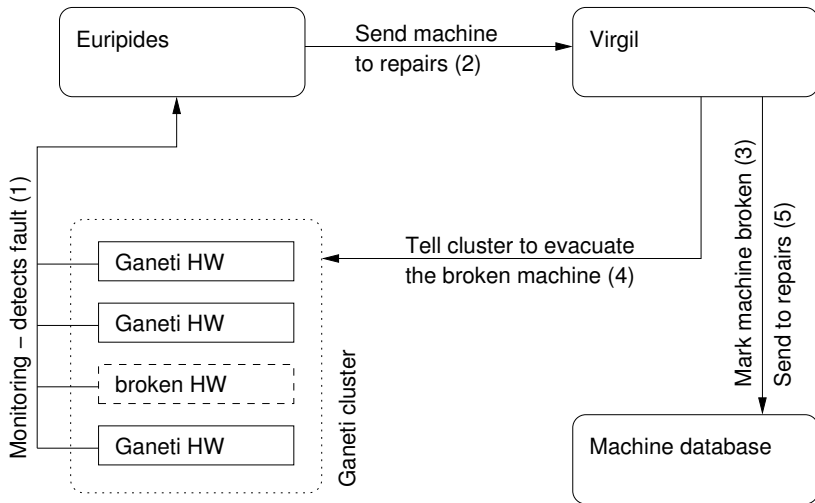 Euripides
Send machine
to repairs (2)
Virgil
Monitoring – detects fault (1)
Mark machine broken (3)
Send to repairs (5)
Tell cluster to evacuate
the broken machine (4)
Ganeti HW
Ganeti HW
broken HW
Ganeti HW
Ganeti cluster
Machine database